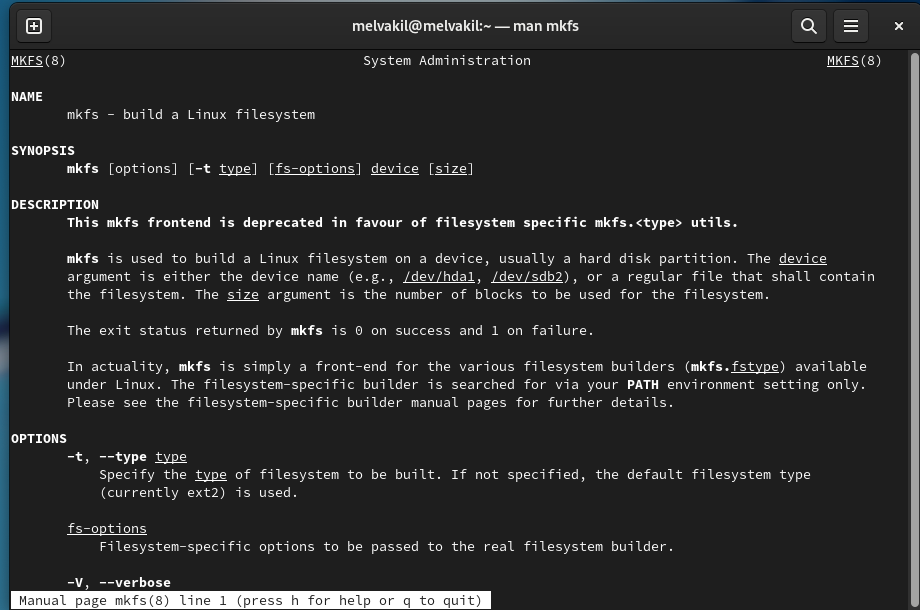 melvakil@melvakil:~ — man mkfs
MKFS(8) System Administration MKFS(8)
NAME
mkfs - build a Linux filesystem
SYNOPSIS
mkfs [options] [-t type] [fs-options] device [size]
DESCRIPTION
This mkfs frontend is deprecated in favour of filesystem specific mkfs.<type> utils.
mkfs is used to build a Linux filesystem on a device, usually a hard disk partition. The device
argument is either the device name (e.g., /dev/hda1, /dev/sdb2), or a regular file that shall contain
the filesystem. The size argument is the number of blocks to be used for the filesystem.
The exit status returned by mkfs is 0 on success and 1 on failure.
In actuality, mkfs is simply a front-end for the various filesystem builders (mkfs.fstype) available
under Linux. The filesystem-specific builder is searched for via your PATH environment setting only.
Please see the filesystem-specific builder manual pages for further details.
OPTIONS
-t, --type type
Specify the type of filesystem to be built. If not specified, the default filesystem type
(currently ext2) is used.
fs-options
Filesystem-specific options to be passed to the real filesystem builder.
-V, --verbose
Manual page mkfs(8) line 1 (press h for help or q to quit)